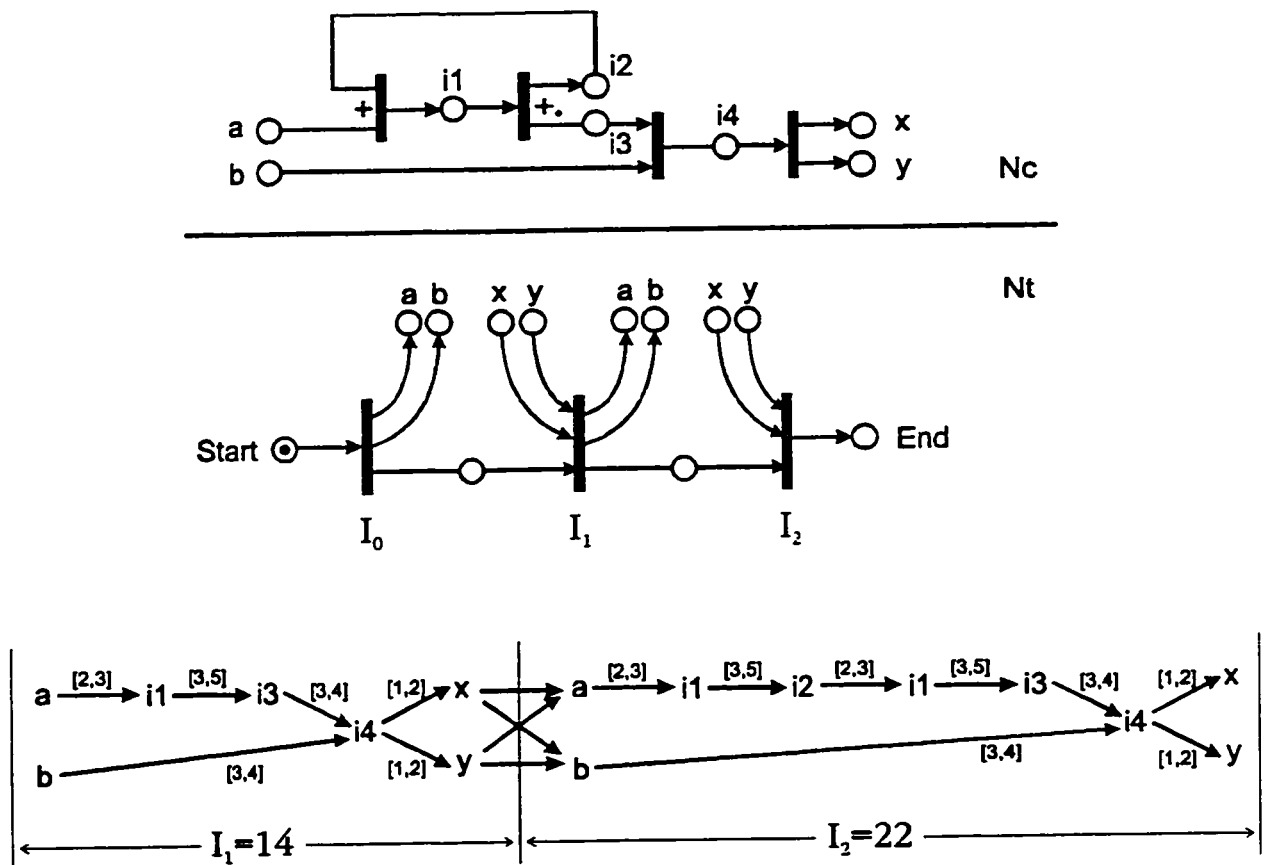 i2
i1
+ +.
a i3 i4 x
b y
Nc
Nt
a b x y a b x y
Start End
I₀ I₁ I₂
a [2,3] i1 [3,5] i3 [3,4] [1,2] x a [2,3] i1 [3,5] i2 [2,3] i1 [3,5] i3 [3,4] [1,2] x
i4 i4
b [3,4] [1,2] y b [3,4] [1,2] y
I₁=14 I₂=22